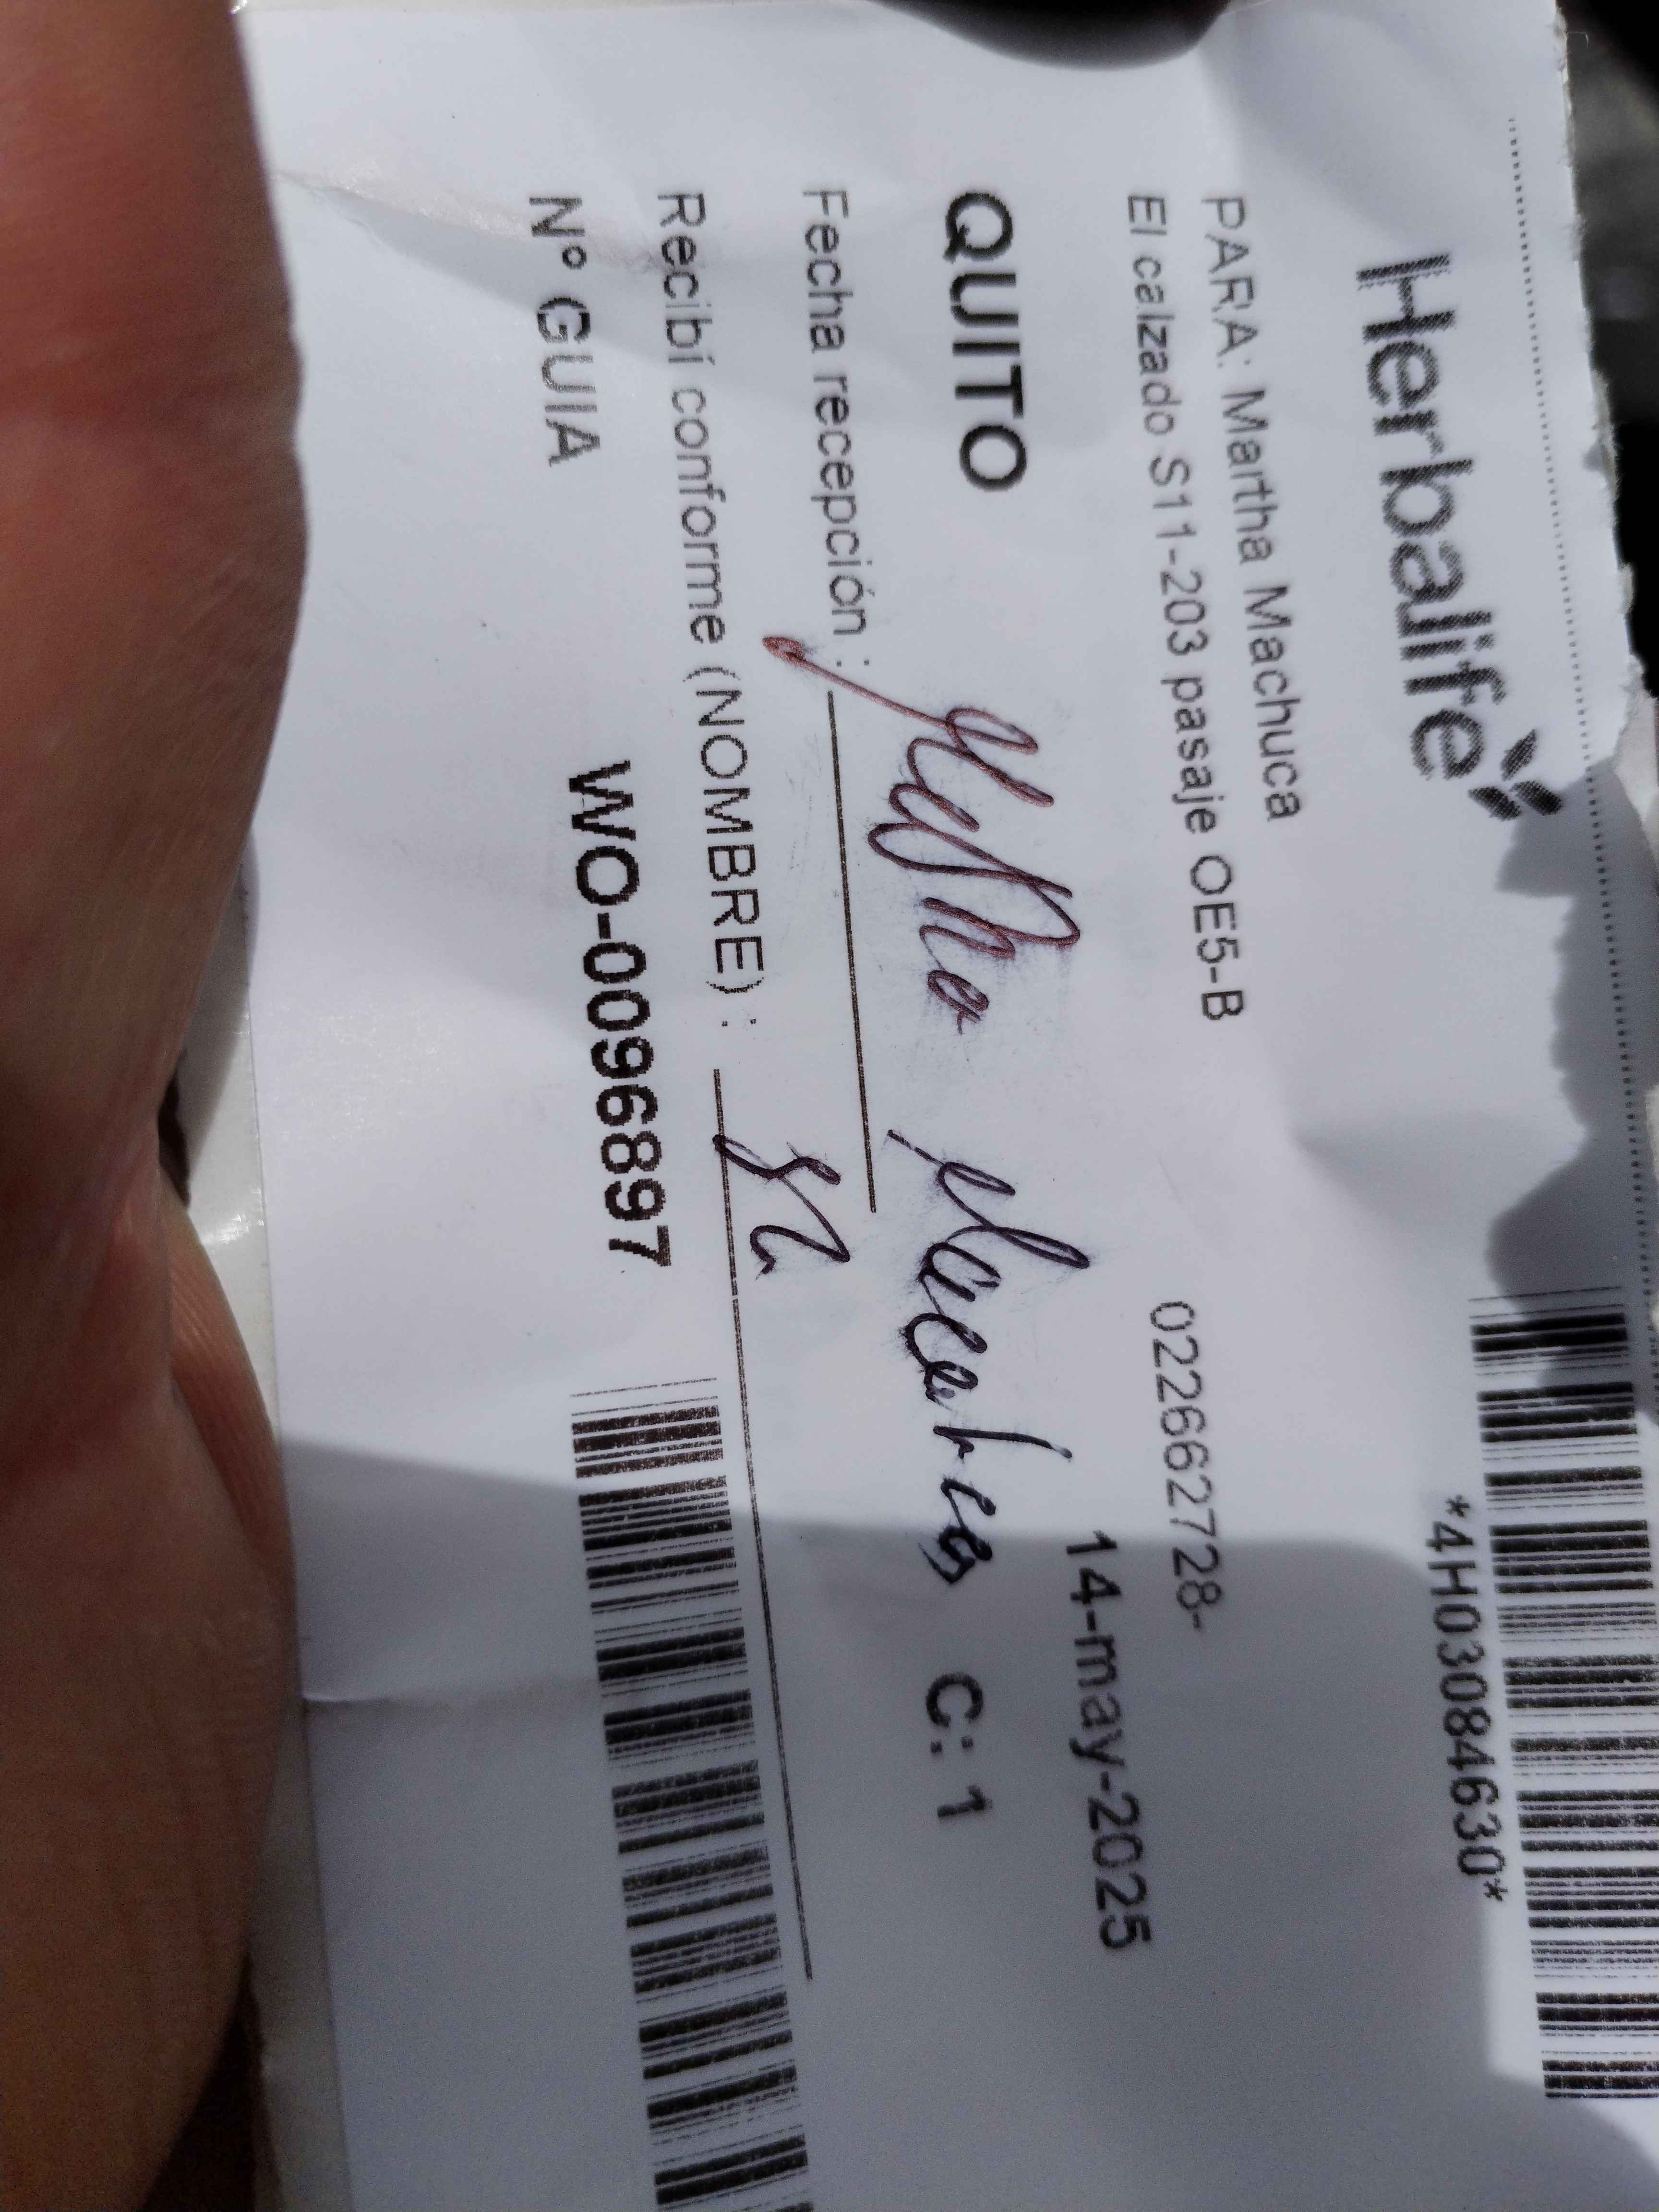 Herbalife
*4H03084630*
PARA: Martha Machuca
El calzado S11-203 pasaje OE5-B
022662728-
14-may-2025
QUITO
C: 1
Fecha recepción :
Recibí conforme (NOMBRE) :
N° GUIA
WO-0096897